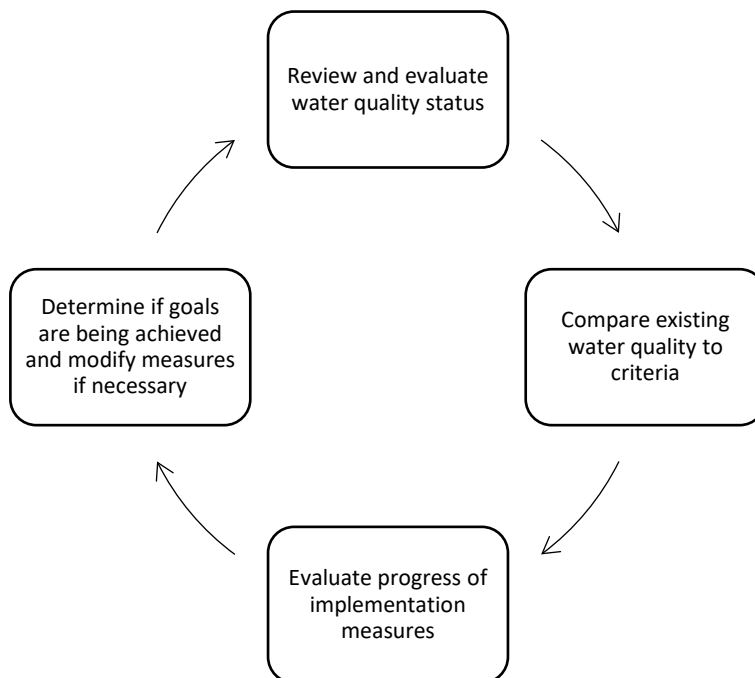 Review and evaluate
water quality status
Compare existing
water quality to
criteria
Evaluate progress of
implementation
measures
Determine if goals
are being achieved
and modify measures
if necessary